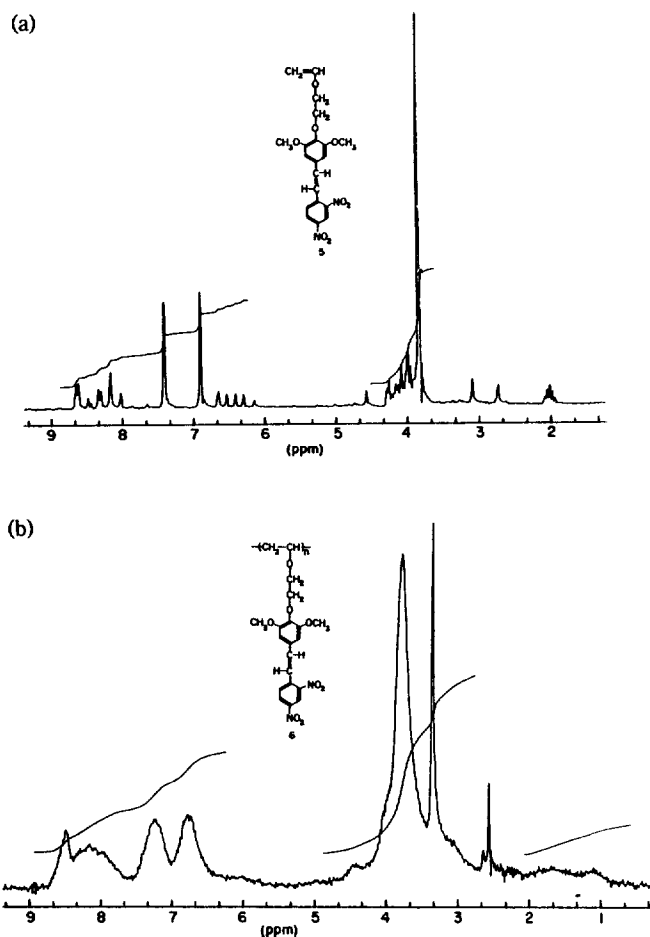 (a)
CH₂=CH
O
CH₂
CH₂
O
CH₃O OCH₃
C-H
H-C
NO₂
NO₂
5
9 8 7 6 5 4 3 2
(ppm)
(b)
-(CH₂-CH)n
O
CH₂
CH₂
O
CH₃O OCH₃
C-H
H-C
NO₂
NO₂
6
9 8 7 6 5 4 3 2 1
(ppm)